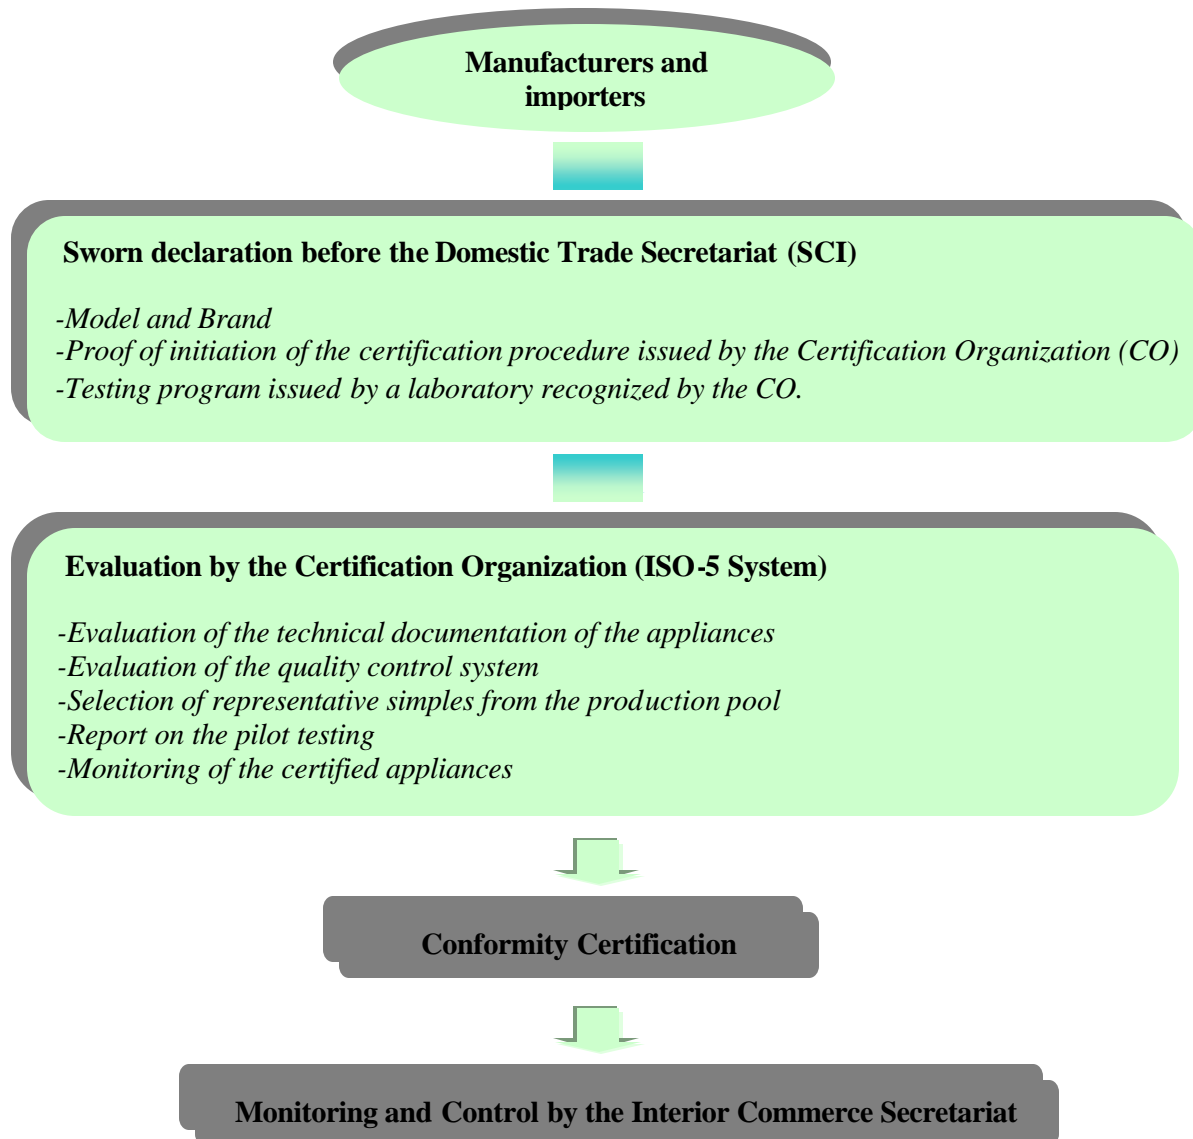 Manufacturers and
importers
Sworn declaration before the Domestic Trade Secretariat (SCI)
-Model and Brand
-Proof of initiation of the certification procedure issued by the Certification Organization (CO)
-Testing program issued by a laboratory recognized by the CO.
Evaluation by the Certification Organization (ISO-5 System)
-Evaluation of the technical documentation of the appliances
-Evaluation of the quality control system
-Selection of representative simples from the production pool
-Report on the pilot testing
-Monitoring of the certified appliances
Conformity Certification
Monitoring and Control by the Interior Commerce Secretariat